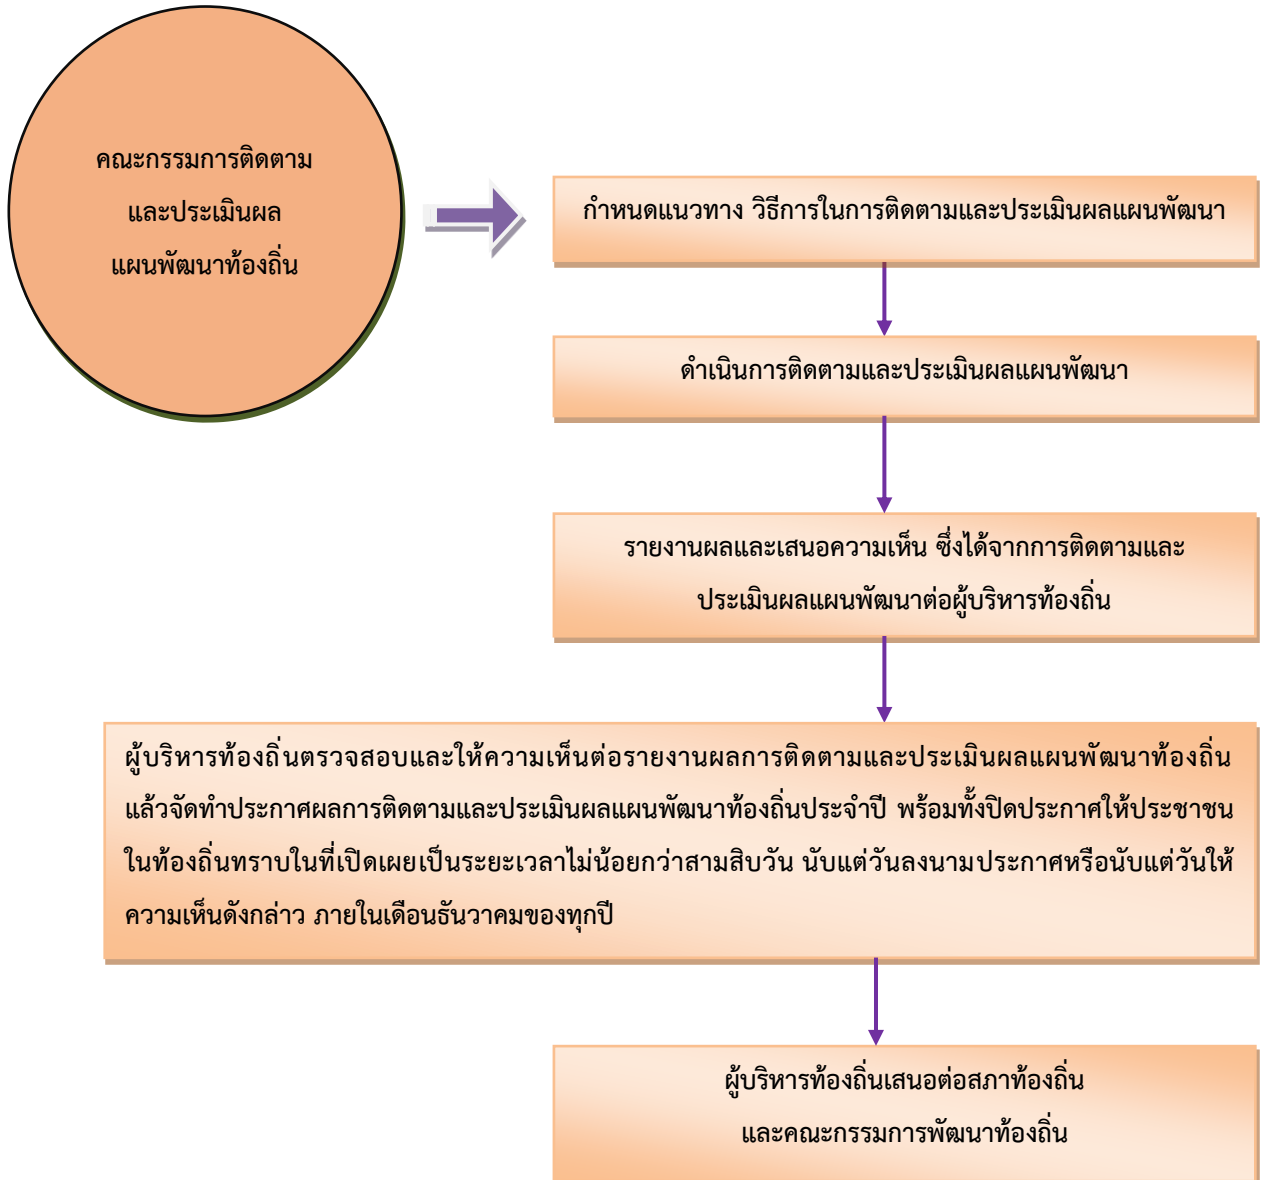 คณะกรรมการติดตาม
และประเมินผล
แผนพัฒนาท้องถิ่น
กำหนดแนวทาง วิธีการในการติดตามและประเมินผลแผนพัฒนา
ดำเนินการติดตามและประเมินผลแผนพัฒนา
รายงานผลและเสนอความเห็น ซึ่งได้จากการติดตามและ
ประเมินผลแผนพัฒนาต่อผู้บริหารท้องถิ่น
ผู้บริหารท้องถิ่นตรวจสอบและให้ความเห็นต่อรายงานผลการติดตามและประเมินผลแผนพัฒนาท้องถิ่น
แล้วจัดทำประกาศผลการติดตามและประเมินผลแผนพัฒนาท้องถิ่นประจำปี พร้อมทั้งปิดประกาศให้ประชาชน
ในท้องถิ่นทราบในที่เปิดเผยเป็นระยะเวลาไม่น้อยกว่าสามสิบวัน นับแต่วันลงนามประกาศหรือนับแต่วันให้
ความเห็นดังกล่าว ภายในเดือนธันวาคมของทุกปี
ผู้บริหารท้องถิ่นเสนอต่อสภาท้องถิ่น
และคณะกรรมการพัฒนาท้องถิ่น